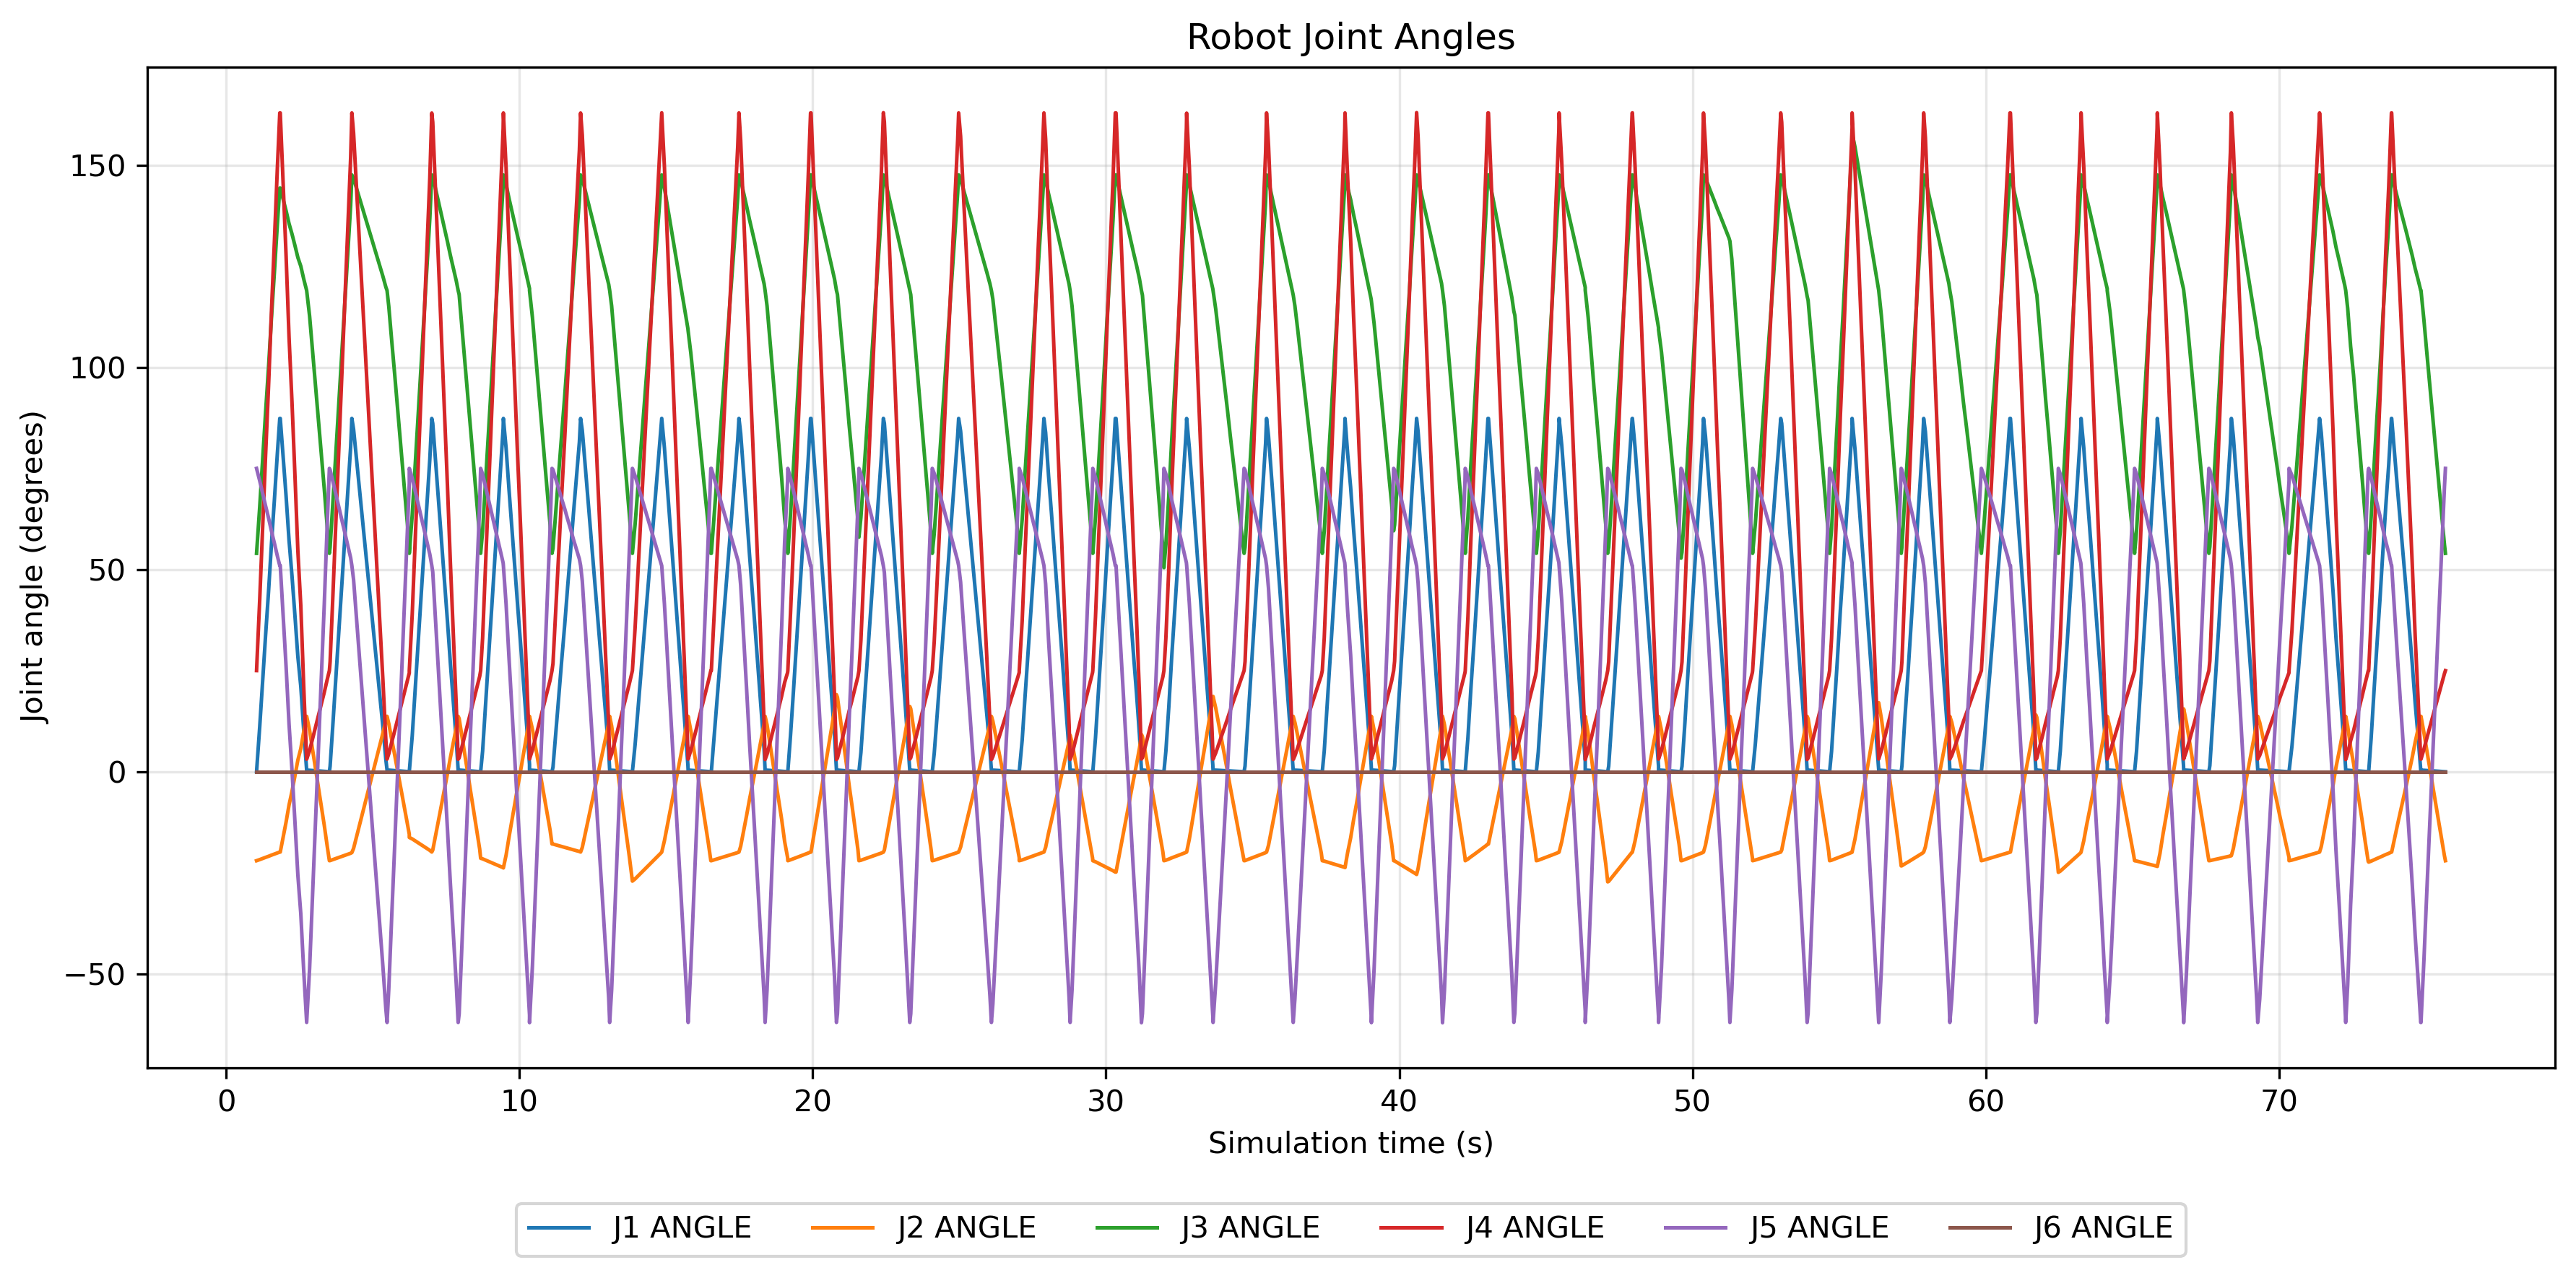 Robot Joint Angles
Joint angle (degrees)
150
100
50
0
−50
0 10 20 30 40 50 60 70
Simulation time (s)
J1 ANGLE J2 ANGLE J3 ANGLE J4 ANGLE J5 ANGLE J6 ANGLE